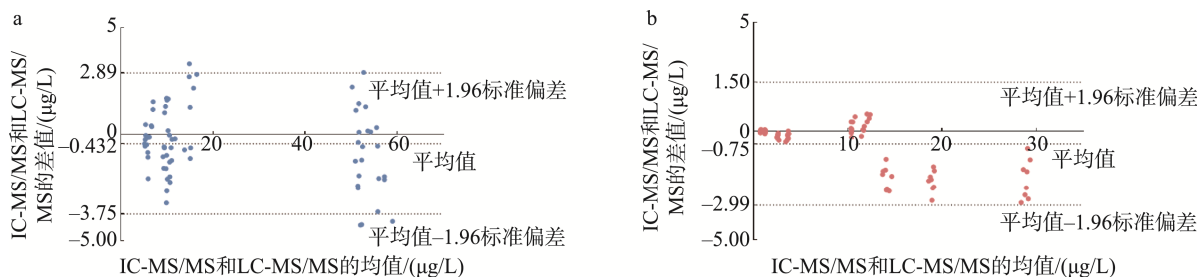 a
5
2.89
0
−0.432
−3.75
−5.00
20
40
60
平均值+1.96标准偏差
平均值
平均值−1.96标准偏差
IC-MS/MS和LC-MS/
MS的差值/(μg/L)
IC-MS/MS和LC-MS/MS的均值/(μg/L)
b
5
1.50
0
−0.75
−2.99
−5.00
10
20
30
平均值+1.96标准偏差
平均值
平均值−1.96标准偏差
IC-MS/MS和LC-MS/
MS的差值/(μg/L)
IC-MS/MS和LC-MS/MS的均值/(μg/L)